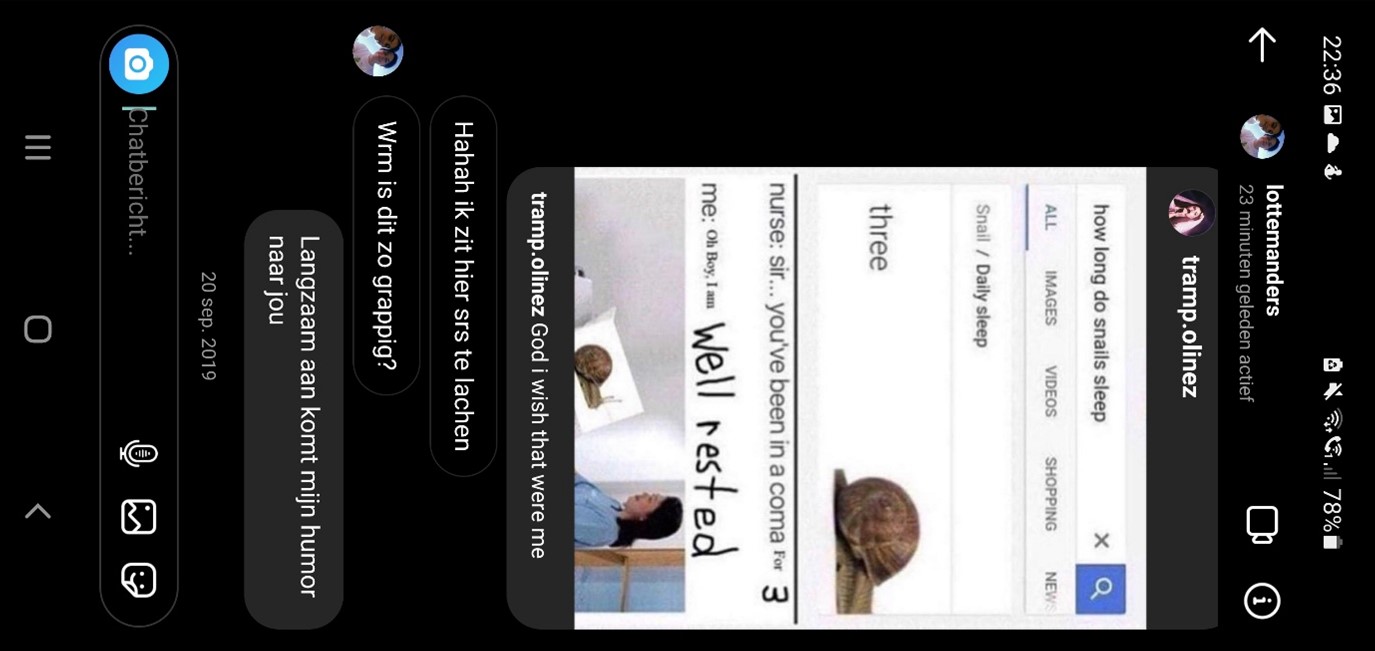 22:36
78%
lottemanders
23 minuten geleden actief
tramp.olinez
how long do snails sleep
ALL IMAGES VIDEOS SHOPPING NEWS
Snail / Daily sleep
three
nurse: sir... you've been in a coma For 3
me: Oh Boy, I am Well rested
tramp.olinez God i wish that were me
Hahah ik zit hier srs te lachen
Wrm is dit zo grappig?
Langzaam aan komt mijn humor
naar jou
20 sep. 2019
Chatbericht...